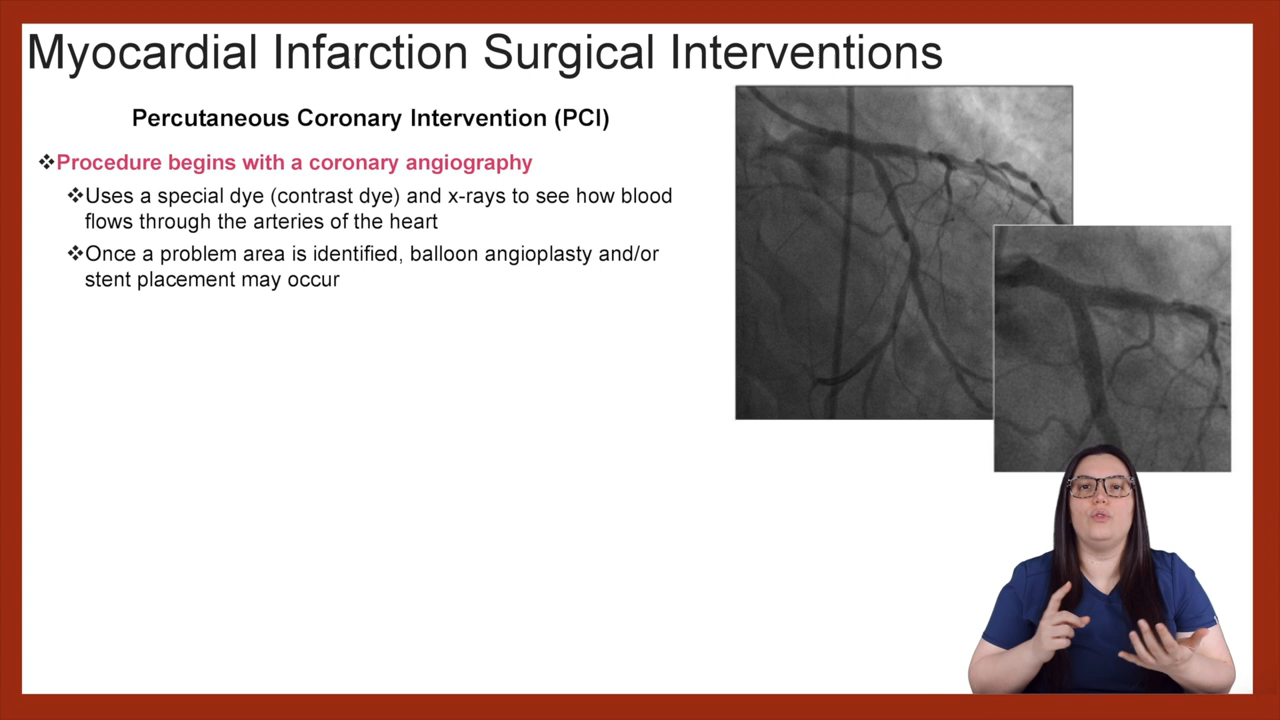 Myocardial Infarction Surgical Interventions
Percutaneous Coronary Intervention (PCI)
❖Procedure begins with a coronary angiography
❖Uses a special dye (contrast dye) and x-rays to see how blood
flows through the arteries of the heart
❖Once a problem area is identified, balloon angioplasty and/or
stent placement may occur